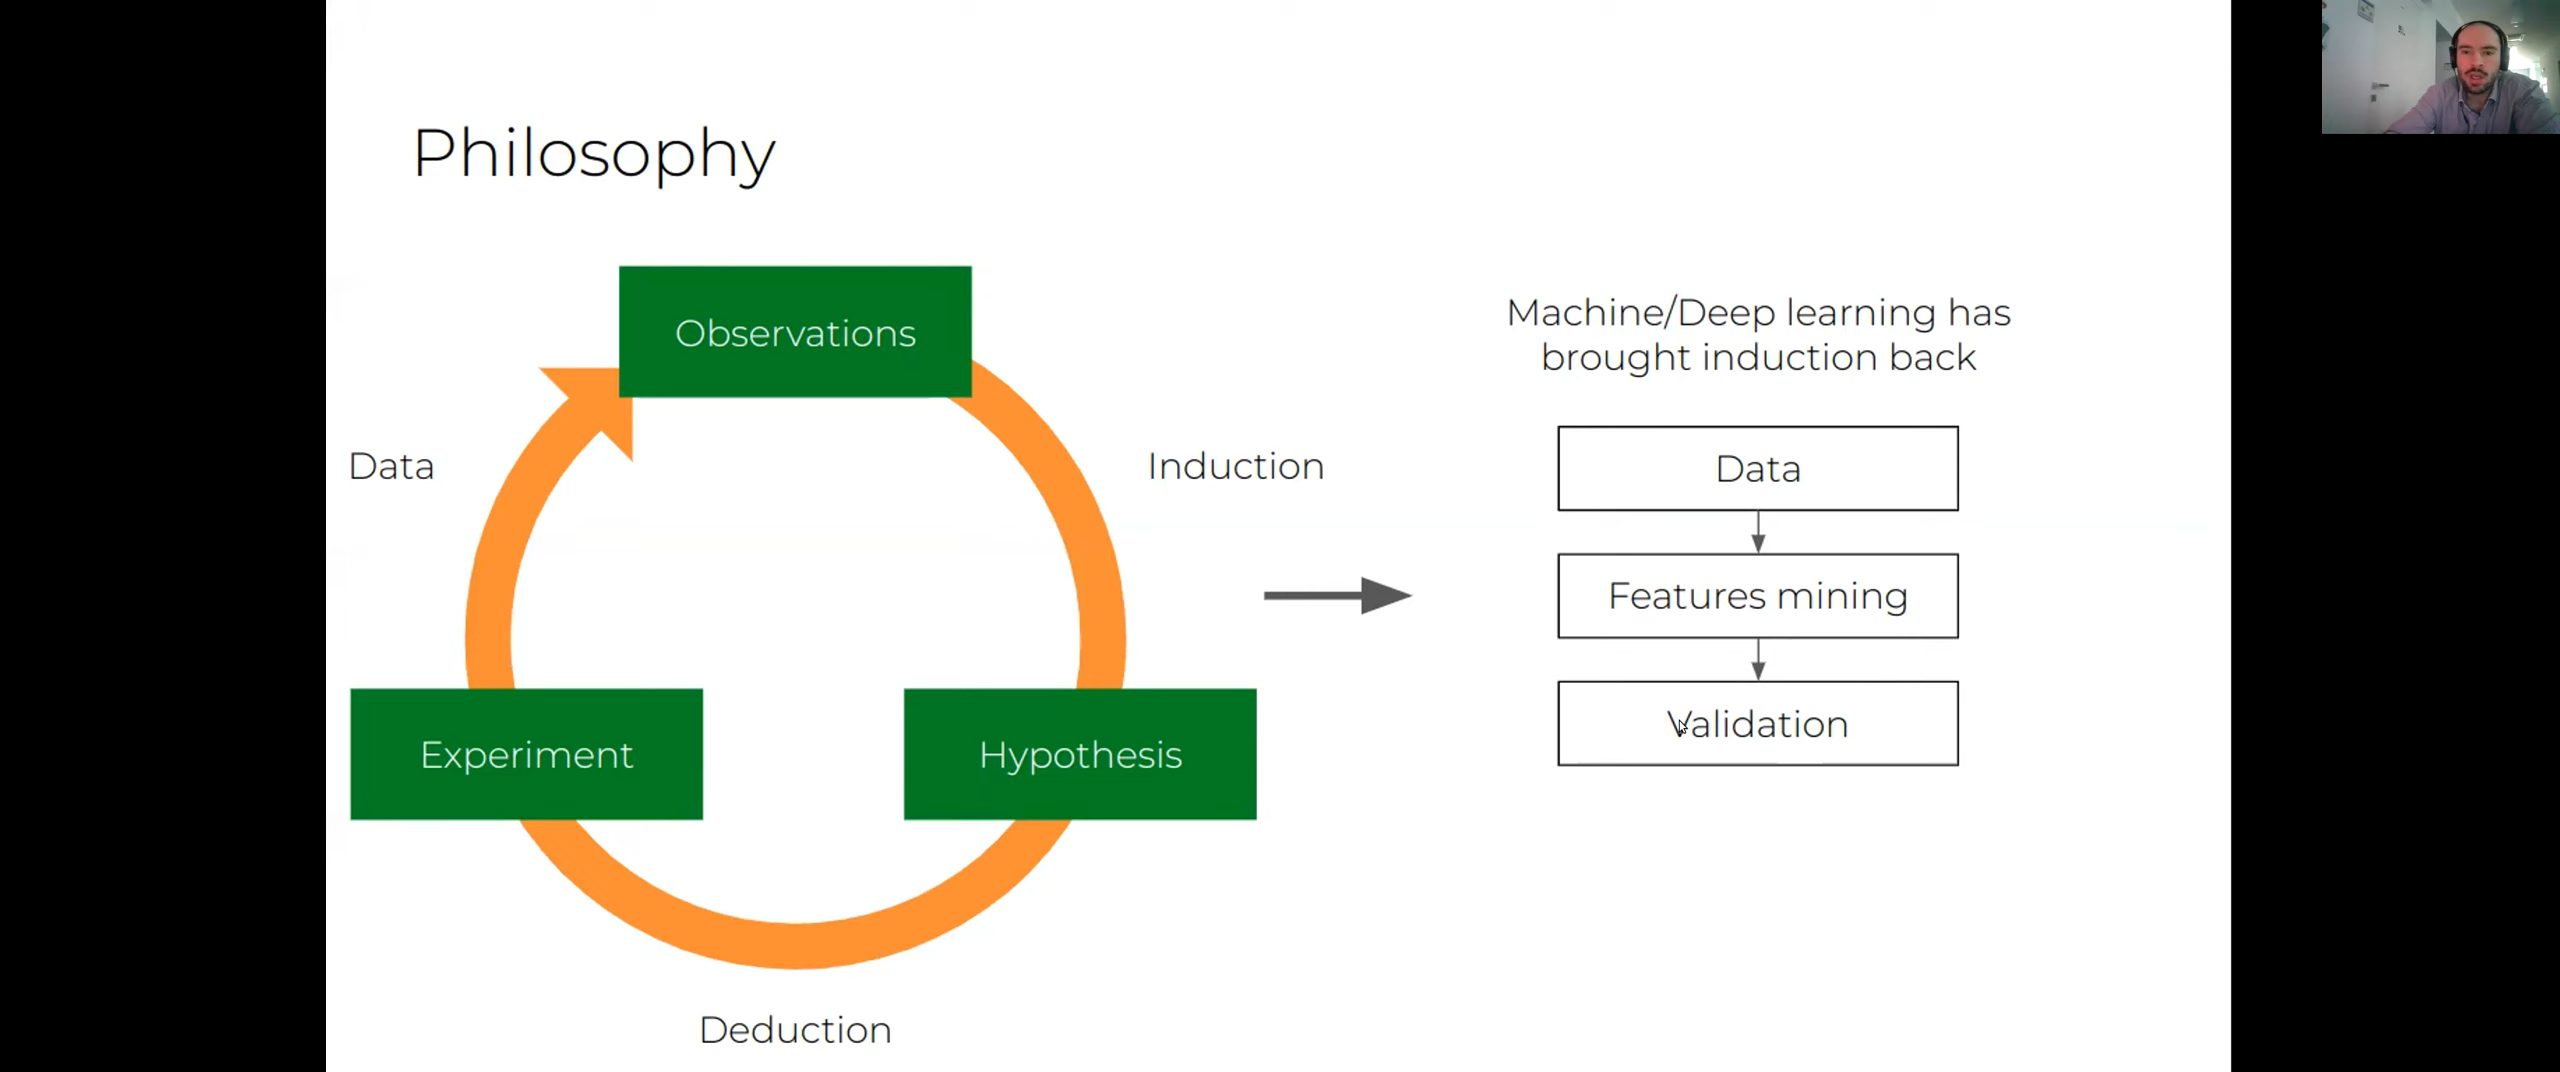 Philosophy
Observations
Data
Induction
Experiment
Hypothesis
Deduction
Machine/Deep learning has
brought induction back
Data
Features mining
Validation